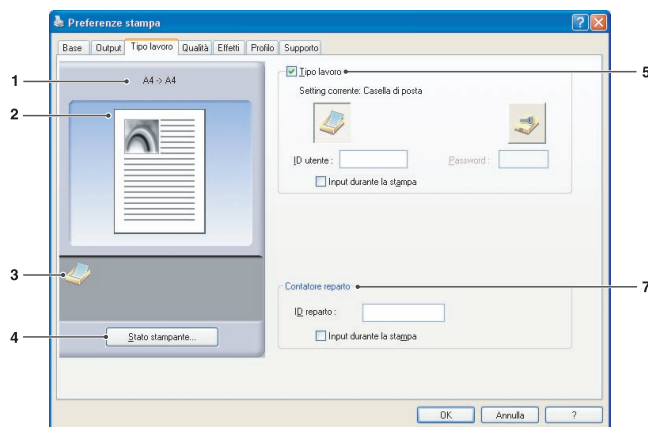 Preferenze stampa
Base Output Tipo lavoro Qualità Effetti Profilo Supporto
1
A4 -> A4
2
3
4
Stato stampante...
Tipo lavoro
5
Setting corrente: Casella di posta
ID utente :
Password :
Input durante la stampa
Contatore reparto
7
ID reparto :
Input durante la stampa
OK Annulla ?